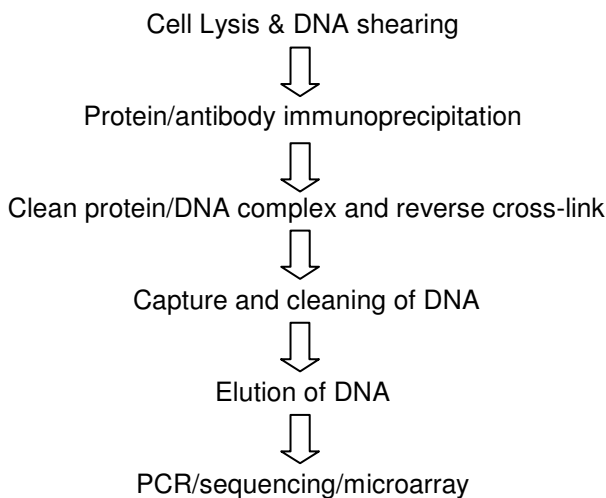 Cell Lysis & DNA shearing
Protein/antibody immunoprecipitation
Clean protein/DNA complex and reverse cross-link
Capture and cleaning of DNA
Elution of DNA
PCR/sequencing/microarray